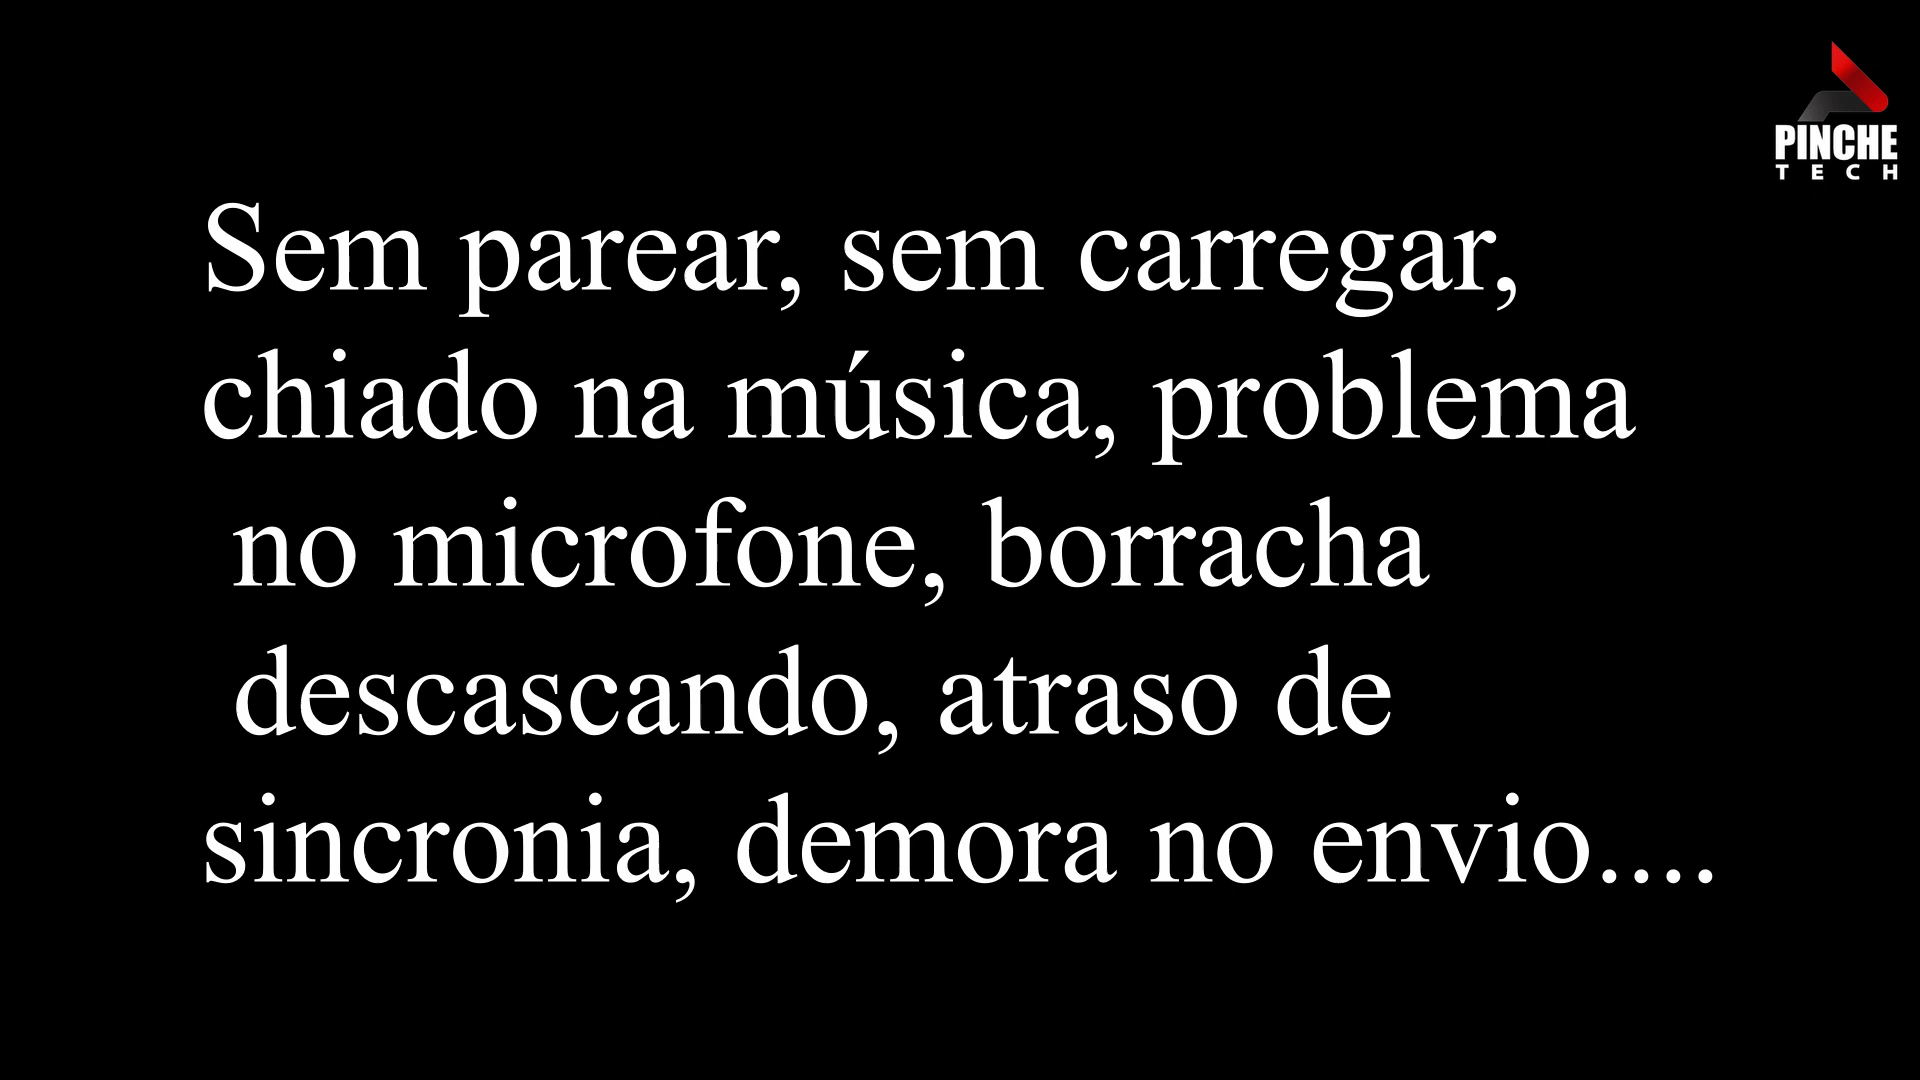 PINCHE
TECH
Sem parear, sem carregar,
chiado na música, problema
no microfone, borracha
descascando, atraso de
sincronia, demora no envio....